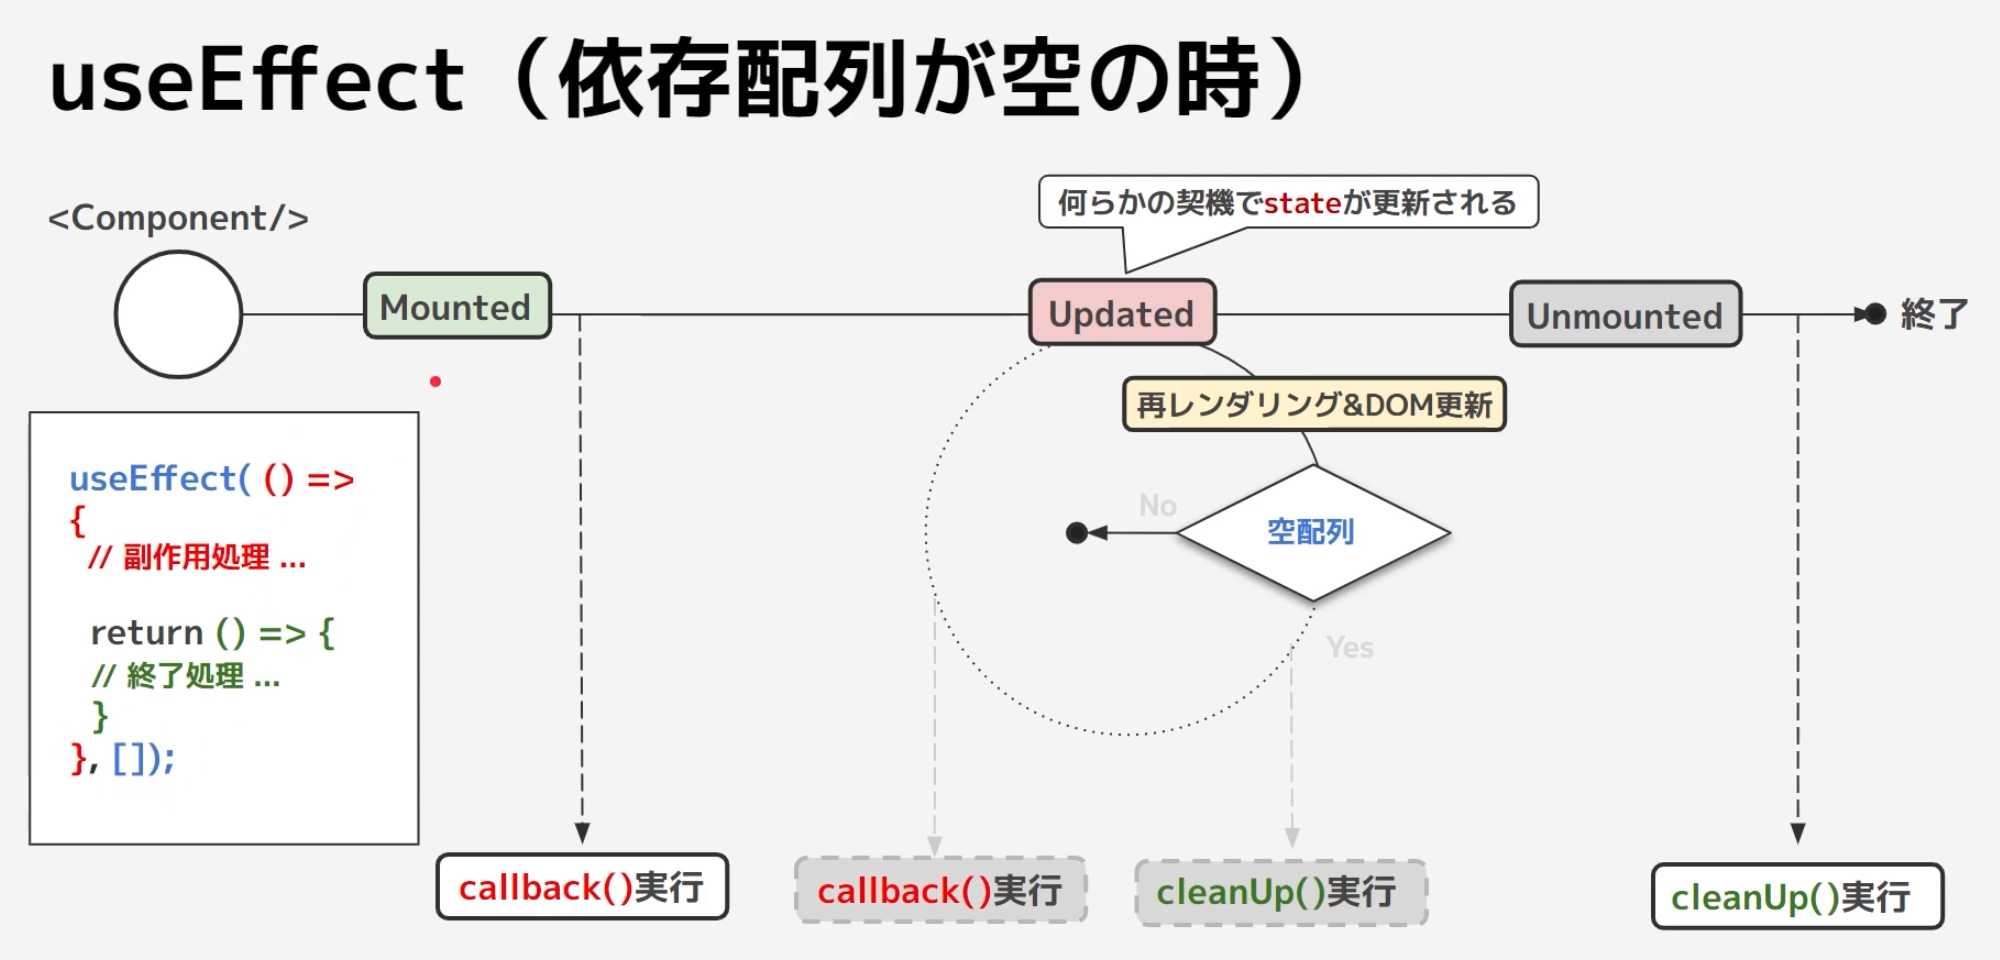 useEffect（依存配列が空の時）
何らかの契機でstateが更新される
<Component/>
Mounted
Updated
Unmounted
終了
再レンダリング&DOM更新
useEffect( () =>
{
// 副作用処理 ...
return () => {
// 終了処理 ...
}
}, []);
No
空配列
Yes
callback()実行
callback()実行
cleanUp()実行
cleanUp()実行